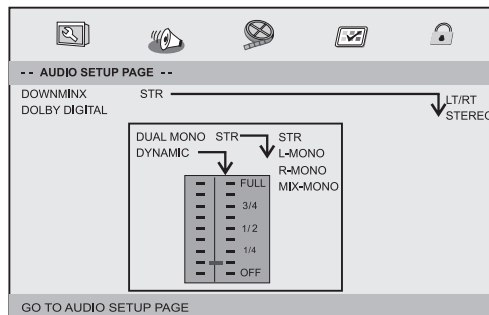 -- AUDIO SETUP PAGE --
DOWNMINX STR LT/RT
DOLBY DIGITAL STEREO
DUAL MONO STR STR
DYNAMIC L-MONO
R-MONO
FULL MIX-MONO
3/4
1/2
1/4
OFF
GO TO AUDIO SETUP PAGE